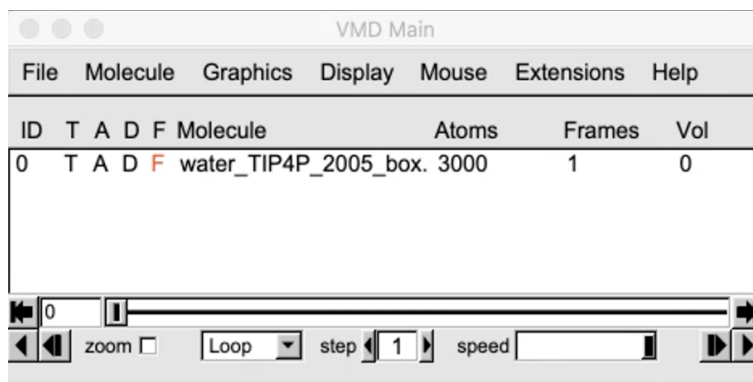 VMD Main
File Molecule Graphics Display Mouse Extensions Help
ID T A D F Molecule Atoms Frames Vol
0 T A D F water_TIP4P_2005_box. 3000 1 0
0
zoom Loop step 1 speed